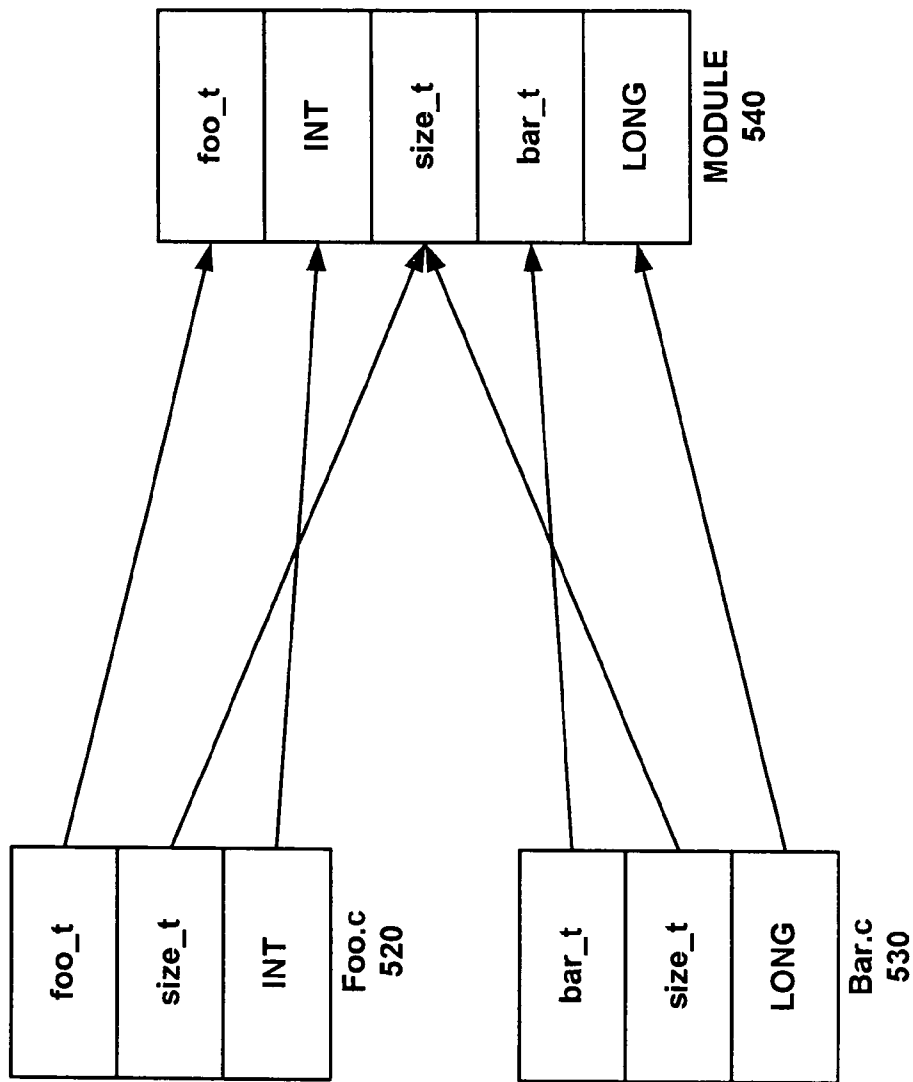 foo_t
size_t
INT
Foo.c
520
bar_t
size_t
LONG
Bar.c
530
foo_t
INT
size_t
bar_t
LONG
MODULE
540